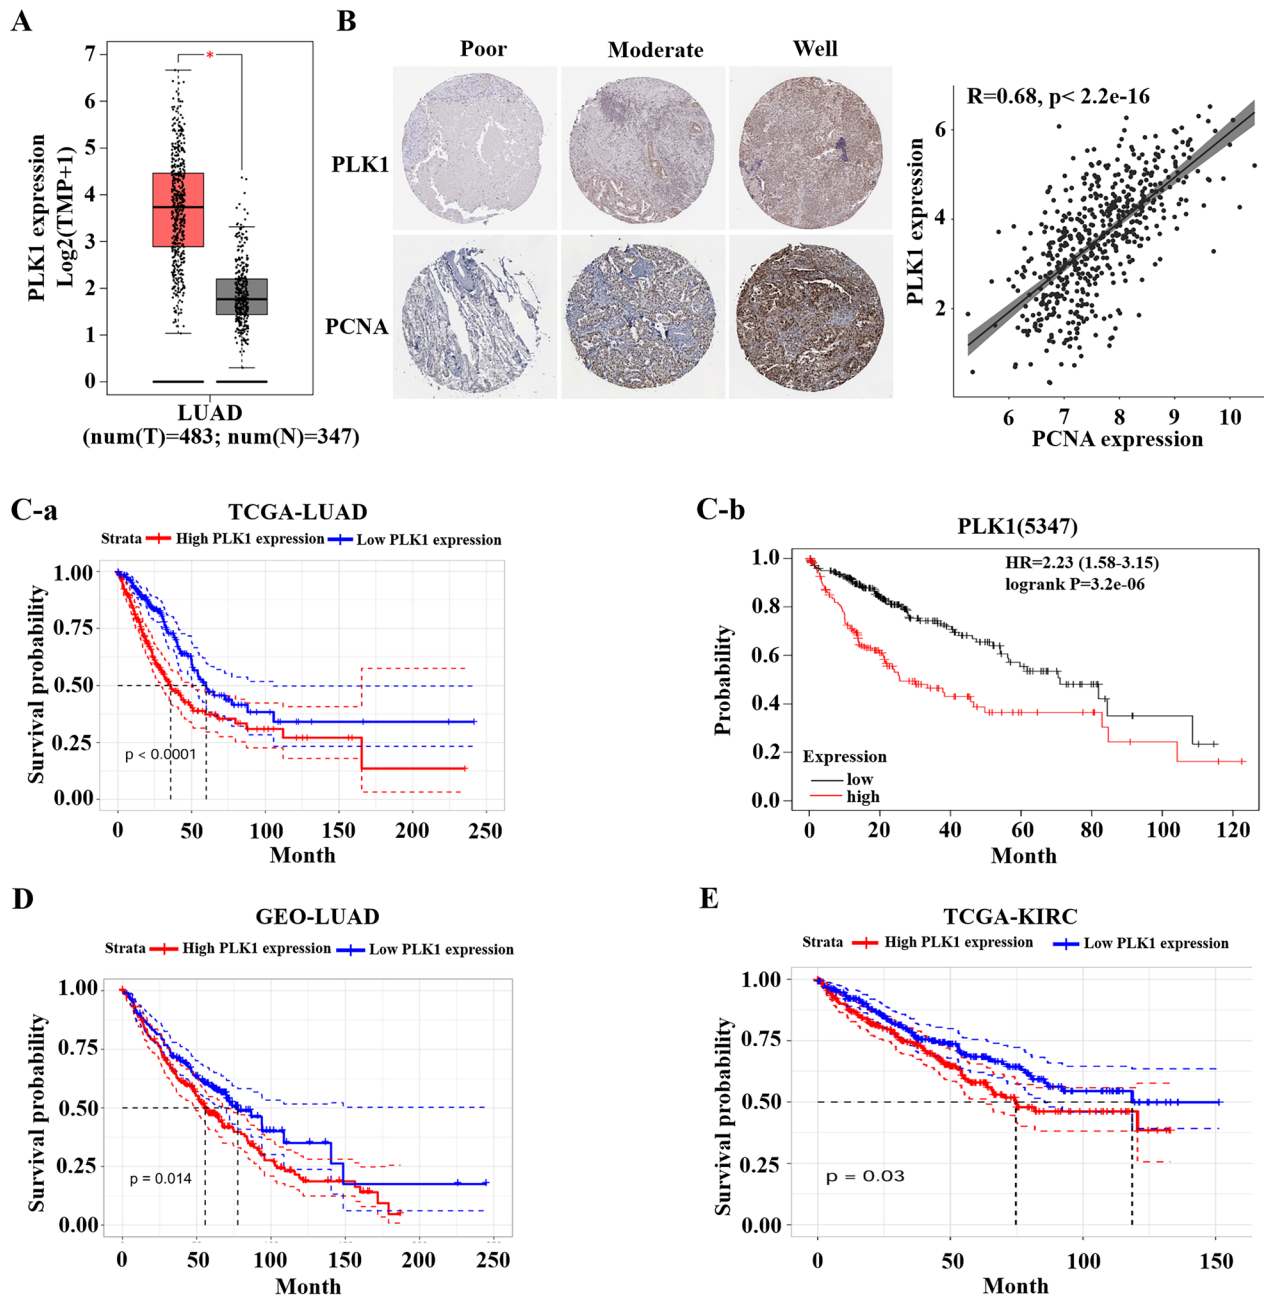 A
PLK1 expression
Log2(TMP+1)
7
6
5
4
3
2
1
0
*
LUAD
(num(T)=483; num(N)=347)
B
Poor Moderate Well
PLK1
PCNA
R=0.68, p< 2.2e-16
PLK1 expression
6
4
2
6 7 8 9 10
PCNA expression
C-a
TCGA-LUAD
Strata High PLK1 expression Low PLK1 expression
Survival probability
1.00
0.75
0.50
0.25
0.00
p < 0.0001
0 50 100 150 200 250
Month
C-b
PLK1(5347)
HR=2.23 (1.58-3.15)
logrank P=3.2e-06
Probability
1.0
0.8
0.6
0.4
0.2
0.0
Expression
low
high
0 20 40 60 80 100 120
Month
D
GEO-LUAD
Strata High PLK1 expression Low PLK1 expression
Survival probability
1.00
0.75
0.50
0.25
0.00
p = 0.014
0 50 100 150 200 250
Month
E
TCGA-KIRC
Strata High PLK1 expression Low PLK1 expression
Survival probability
1.00
0.75
0.50
0.25
0.00
p = 0.03
0 50 100 150
Month